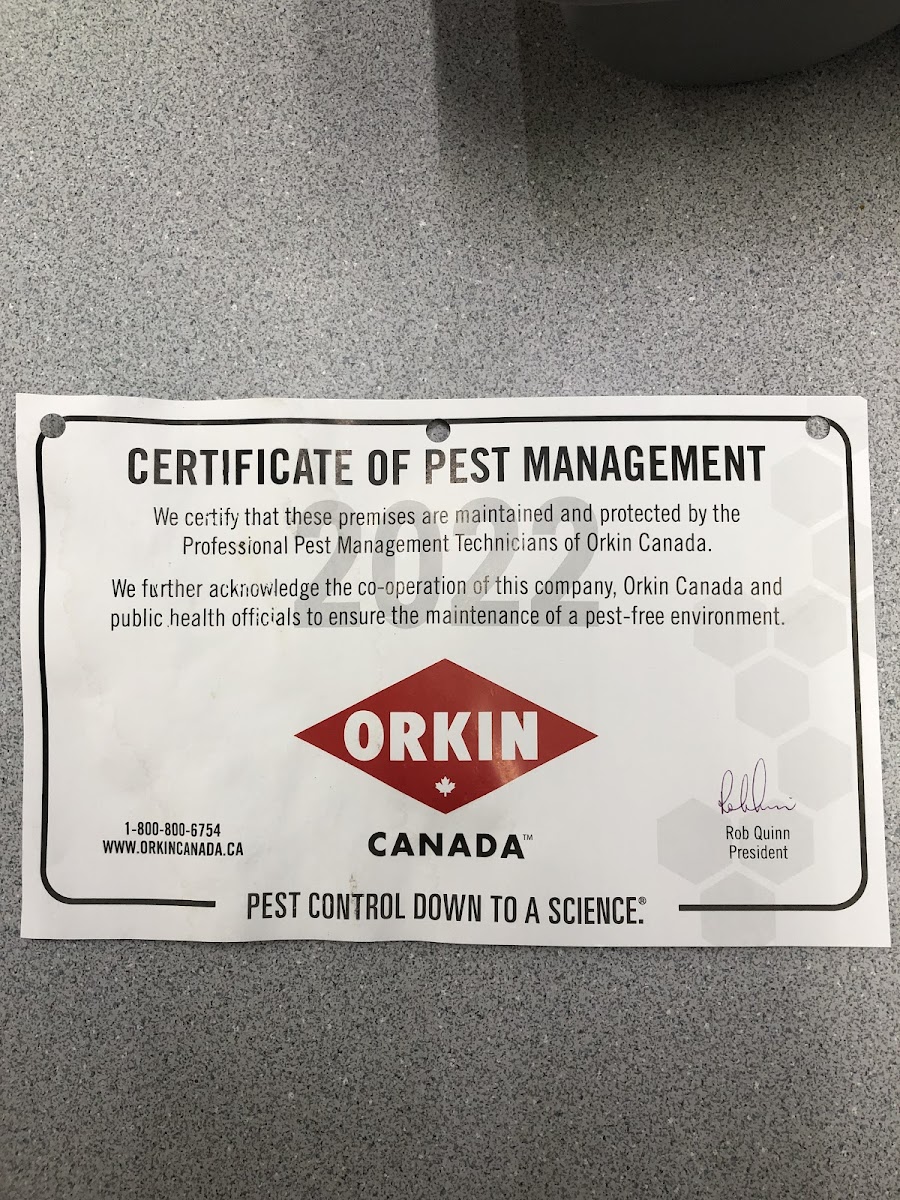 CERTIFICATE OF PEST MANAGEMENT
2022
We certify that these premises are maintained and protected by the
Professional Pest Management Technicians of Orkin Canada.
We further acknowledge the co-operation of this company, Orkin Canada and
public health officials to ensure the maintenance of a pest-free environment.
ORKIN
CANADA™
1-800-800-6754
WWW.ORKINCANADA.CA
Rob Quinn
Rob Quinn
President
PEST CONTROL DOWN TO A SCIENCE.®